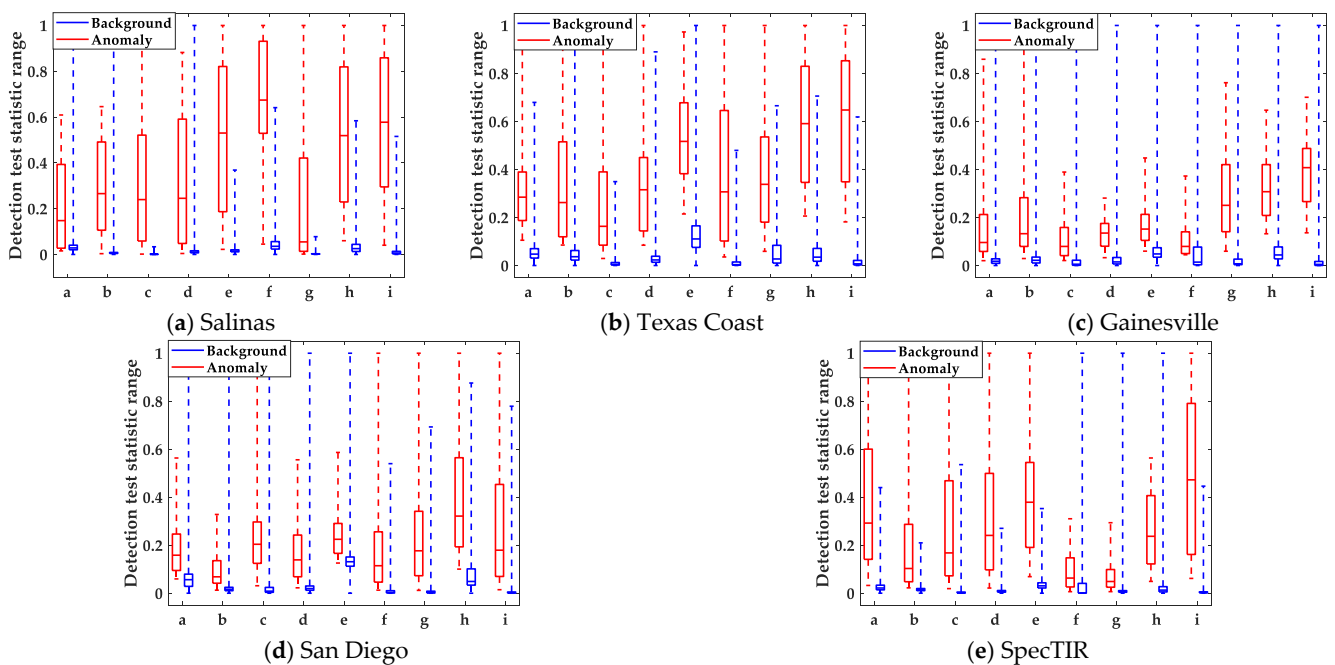 Detection test statistic range
1
0.8
0.6
0.4
0.2
0
Background
Anomaly
a b c d e f g h i
(a) Salinas
Detection test statistic range
1
0.8
0.6
0.4
0.2
0
Background
Anomaly
a b c d e f g h i
(b) Texas Coast
Detection test statistic range
1
0.8
0.6
0.4
0.2
0
Background
Anomaly
a b c d e f g h i
(c) Gainesville
Detection test statistic range
1
0.8
0.6
0.4
0.2
0
Background
Anomaly
a b c d e f g h i
(d) San Diego
Detection test statistic range
1
0.8
0.6
0.4
0.2
0
Background
Anomaly
a b c d e f g h i
(e) SpecTIR